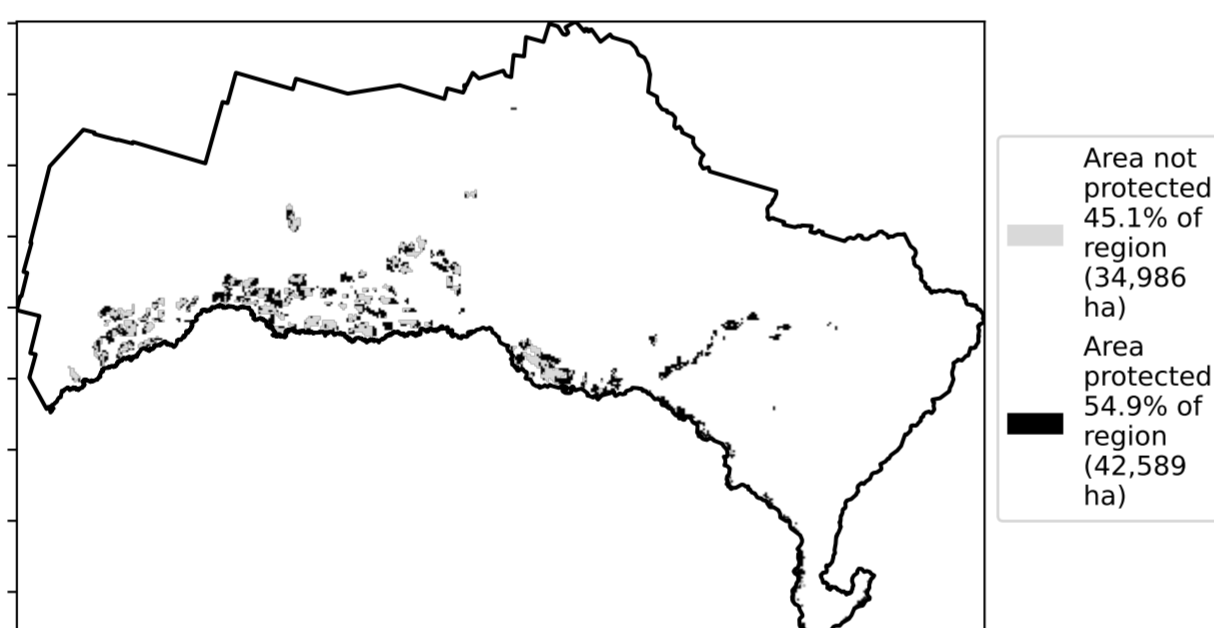 Area not
protected
45.1% of
region
(34,986
ha)
Area
protected
54.9% of
region
(42,589
ha)